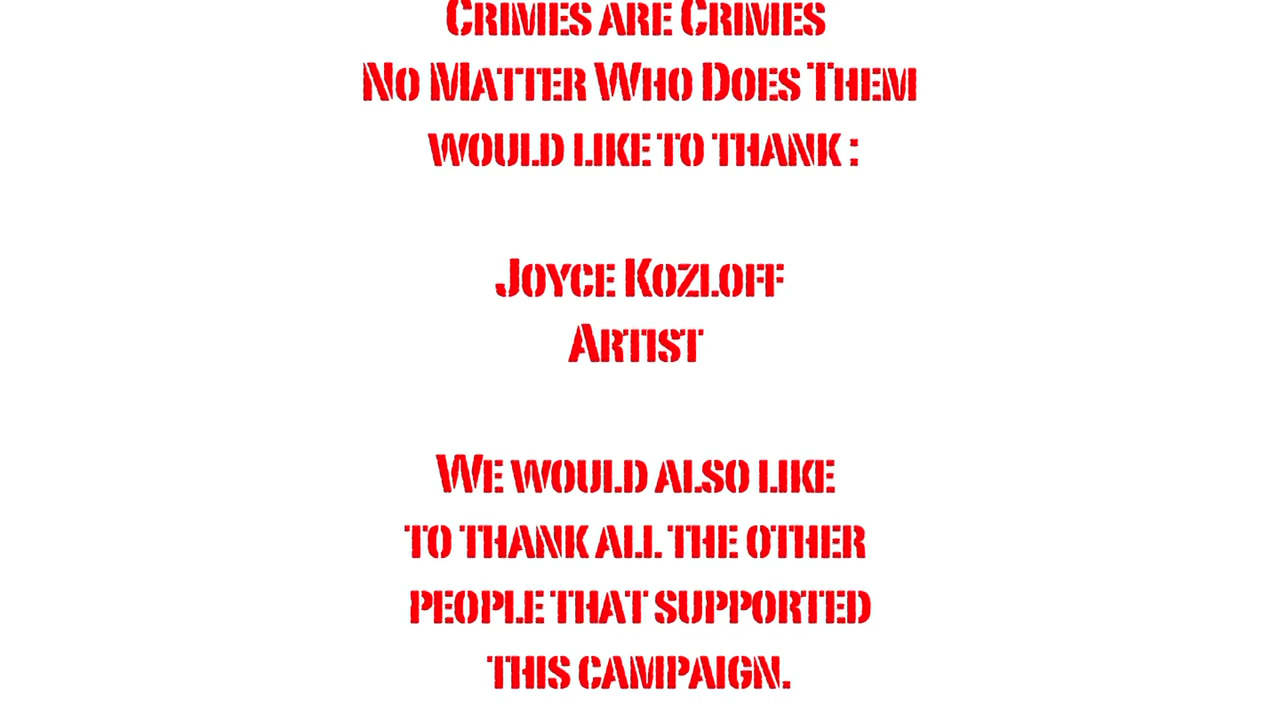 Crimes are Crimes
No Matter Who Does Them
would like to thank :
Joyce Kozloff
Artist
We would also like
to thank all the other
people that supported
this campaign.